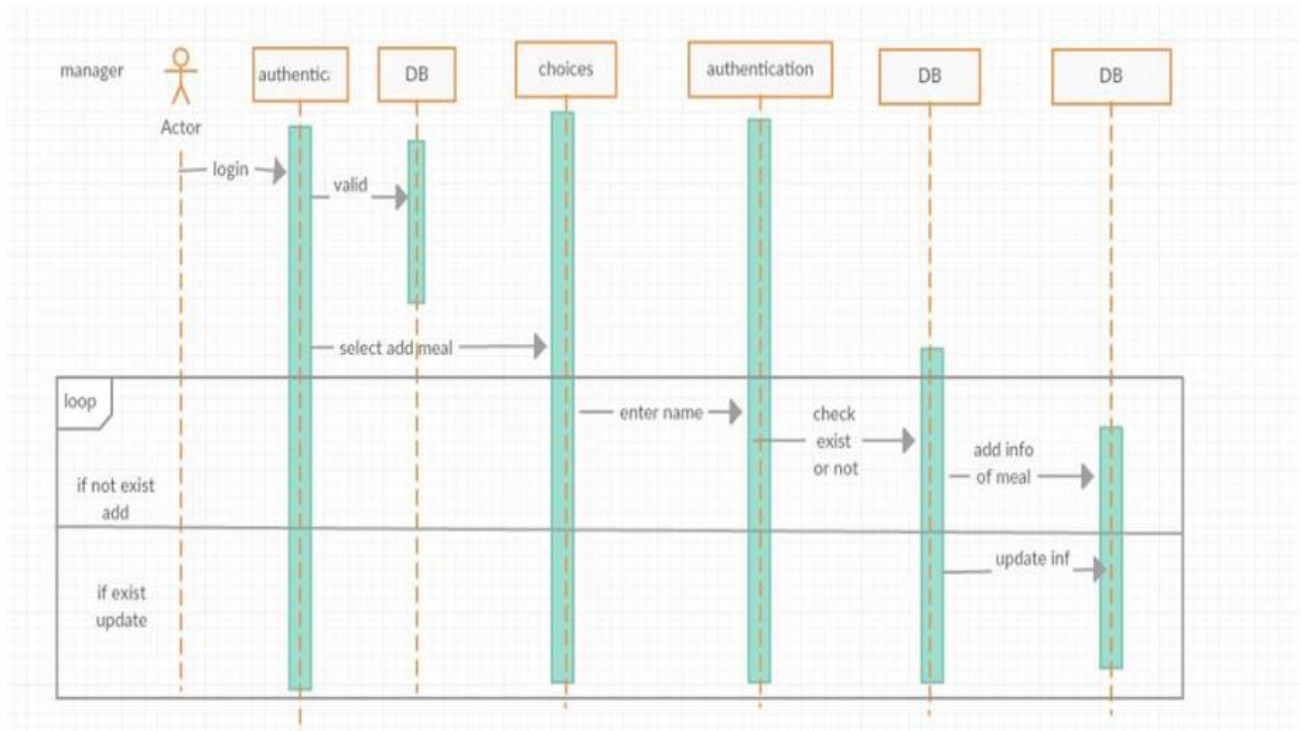 manager
Actor
authentic
DB
choices
authentication
DB
DB
login
valid
select add meal
loop
enter name
check
exist
or not
add info
of meal
if not exist
add
update inf
if exist
update